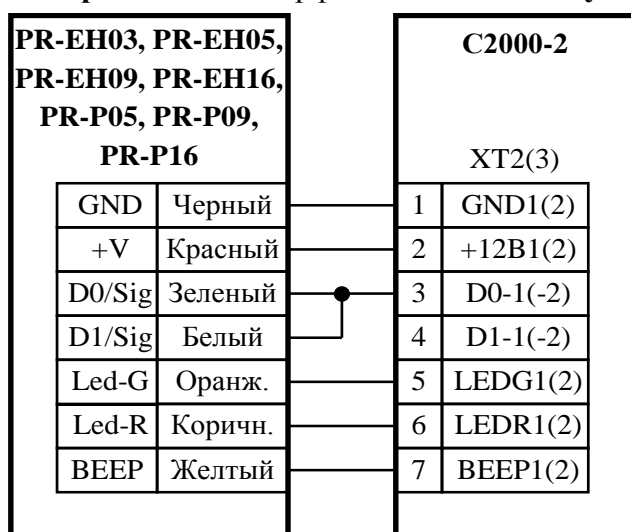 PR-EH03, PR-EH05, C2000-2
PR-EH09, PR-EH16,
PR-P05, PR-P09,
PR-P16 XT2(3)
GND Черный 1 GND1(2)
+V Красный 2 +12В1(2)
D0/Sig Зеленый 3 D0-1(-2)
D1/Sig Белый 4 D1-1(-2)
Led-G Оранж. 5 LEDG1(2)
Led-R Коричн. 6 LEDR1(2)
BEEP Желтый 7 BEEP1(2)